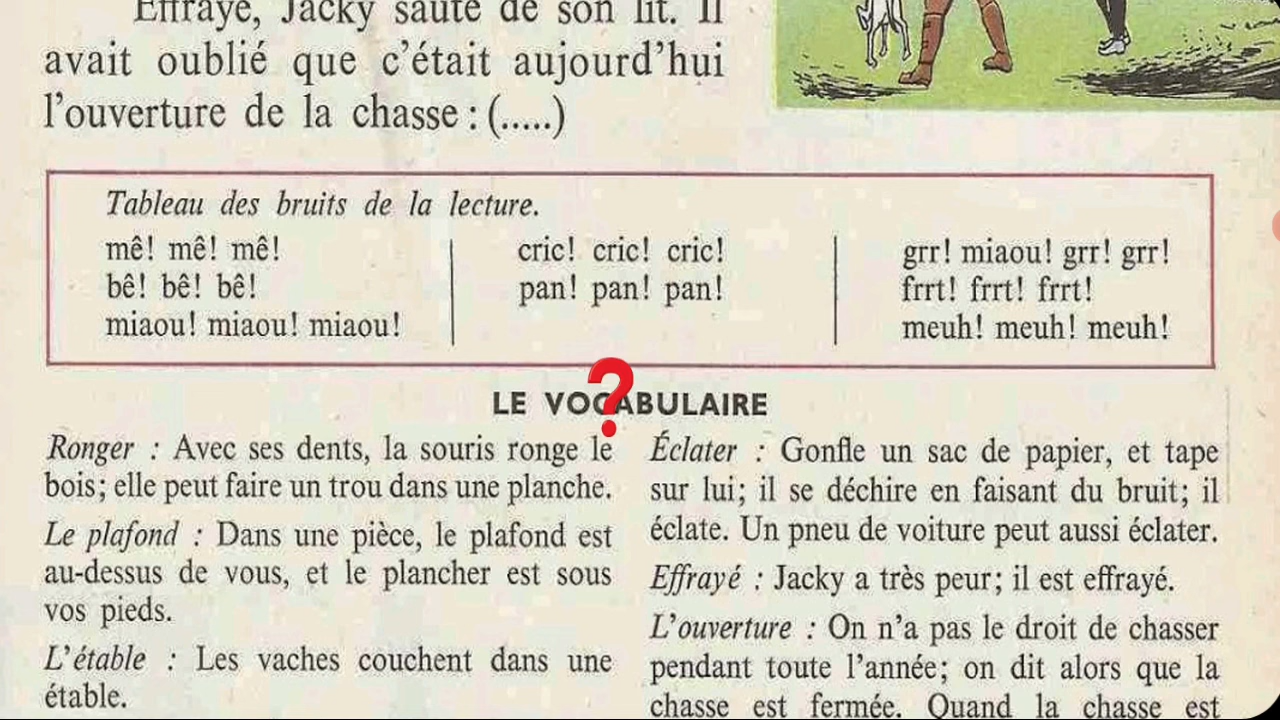 Effrayé, Jacky saute de son lit. Il
avait oublié que c'était aujourd'hui
l'ouverture de la chasse : (.....)
Tableau des bruits de la lecture.
mê! mê! mê!
bê! bê! bê!
miaou! miaou! miaou!
cric! cric! cric!
pan! pan! pan!
grr! miaou! grr! grr!
frrt! frrt! frrt!
meuh! meuh! meuh!
?
LE VOCABULAIRE
Ronger : Avec ses dents, la souris ronge le
bois; elle peut faire un trou dans une planche.
Le plafond : Dans une pièce, le plafond est
au-dessus de vous, et le plancher est sous
vos pieds.
L'étable : Les vaches couchent dans une
étable.
Éclater : Gonfle un sac de papier, et tape
sur lui; il se déchire en faisant du bruit; il
éclate. Un pneu de voiture peut aussi éclater.
Effrayé : Jacky a très peur; il est effrayé.
L'ouverture : On n'a pas le droit de chasser
pendant toute l'année; on dit alors que la
chasse est fermée. Quand la chasse est